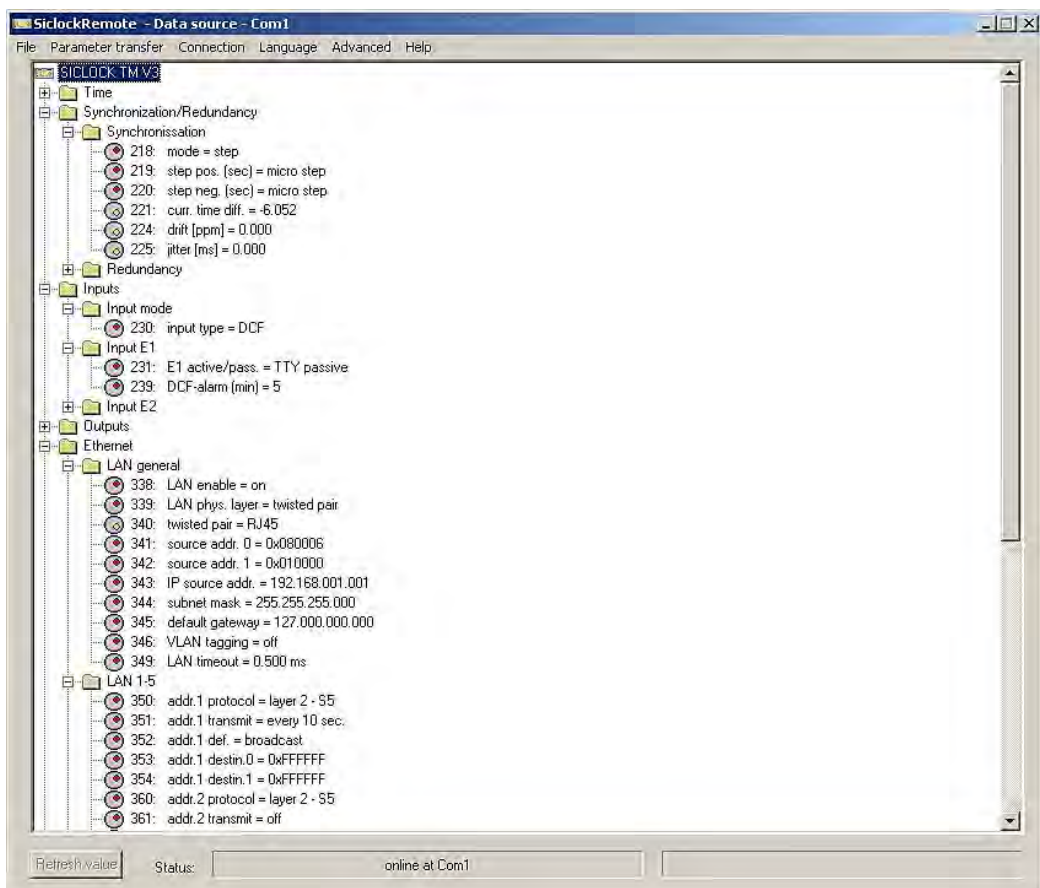 SiclockRemote - Data source - Com1
File Parameter transfer Connection Language Advanced Help
SICLOCK TM V3
Time
Synchronization/Redundancy
Synchronissation
218: mode = step
219: step pos. (sec) = micro step
220: step neg. (sec) = micro step
221: curr. time diff. = -6.052
224: drift [ppm] = 0.000
225: jitter [ms] = 0.000
Redundancy
Inputs
Input mode
230: input type = DCF
Input E1
231: E1 active/pass. = TTY passive
239: DCF-alarm (min) = 5
Input E2
Outputs
Ethernet
LAN general
338: LAN enable = on
339: LAN phys. layer = twisted pair
340: twisted pair = RJ45
341: source addr. 0 = 0x080006
342: source addr. 1 = 0x010000
343: IP source addr. = 192.168.001.001
344: subnet mask = 255.255.255.000
345: default gateway = 127.000.000.000
346: VLAN tagging = off
349: LAN timeout = 0.500 ms
LAN 1-5
350: addr.1 protocol = layer 2 - S5
351: addr.1 transmit = every 10 sec.
352: addr.1 def. = broadcast
353: addr.1 destin.0 = 0xFFFFFF
354: addr.1 destin.1 = 0xFFFFFF
360: addr.2 protocol = layer 2 - S5
361: addr.2 transmit = off
Refresh value Status: online at Com1